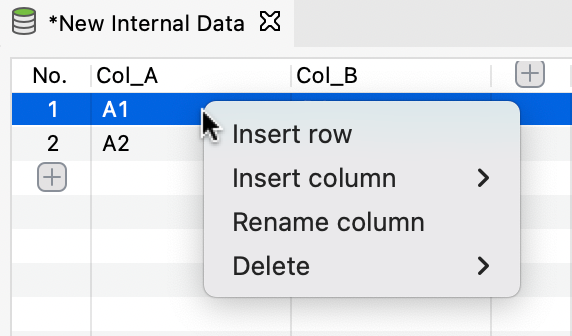 *New Internal Data
No. Col_A Col_B
1 A1
2 A2
Insert row
Insert column
Rename column
Delete